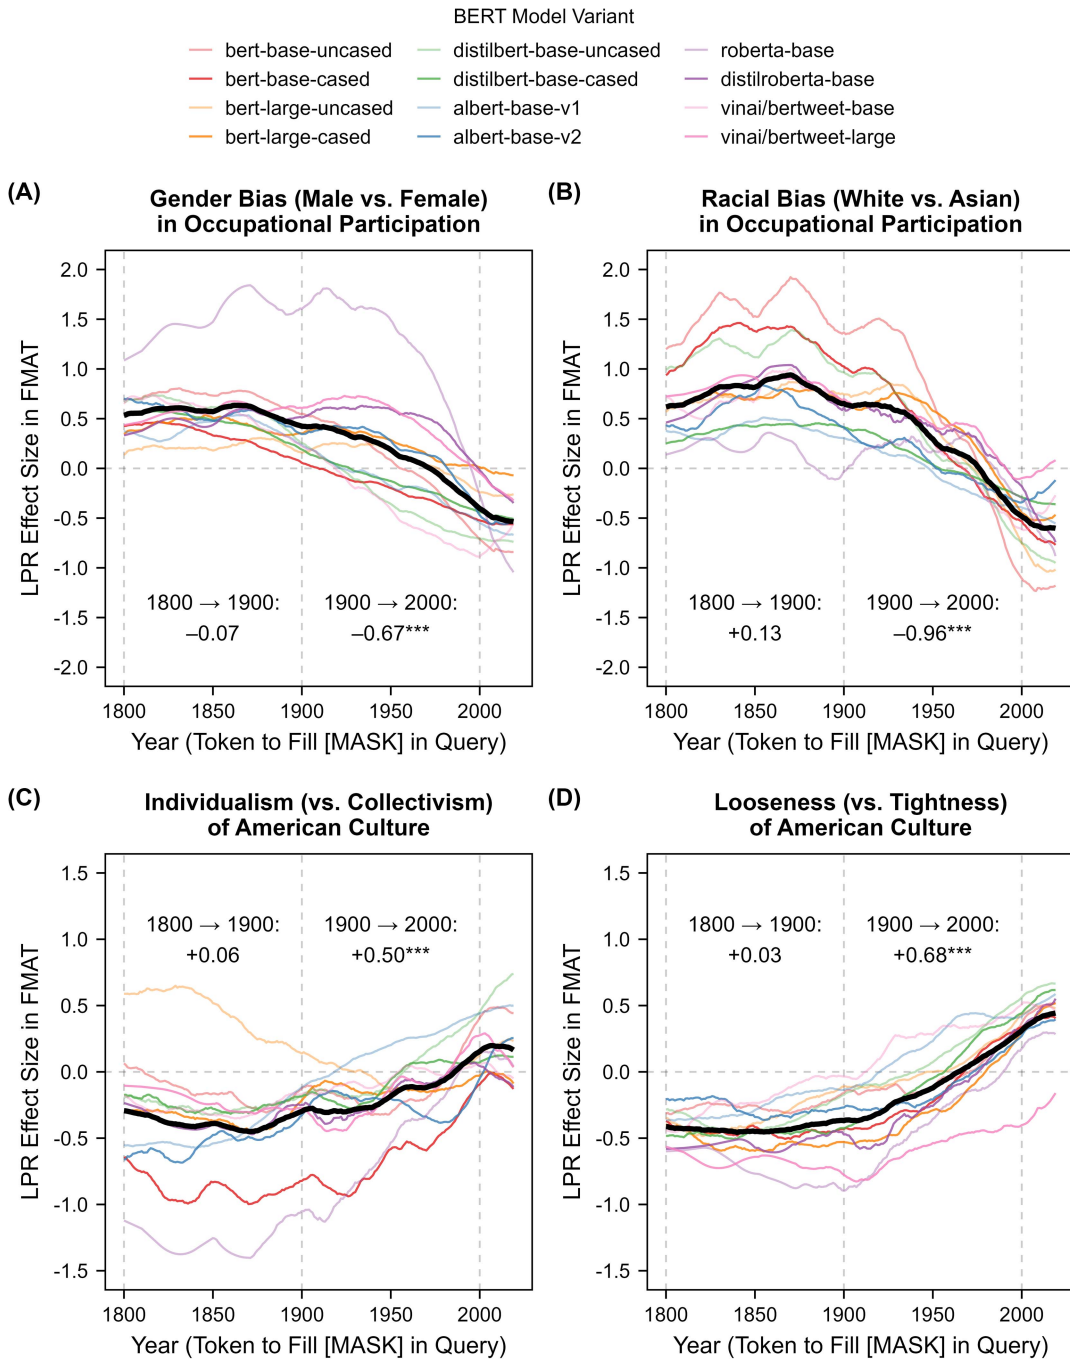 BERT Model Variant
bert-base-uncased
bert-base-cased
bert-large-uncased
bert-large-cased
distilbert-base-uncased
distilbert-base-cased
albert-base-v1
albert-base-v2
roberta-base
distilroberta-base
vinai/bertweet-base
vinai/bertweet-large
(A)
Gender Bias (Male vs. Female)
in Occupational Participation
LPR Effect Size in FMAT
2.0
1.5
1.0
0.5
0.0
-0.5
-1.0
-1.5
-2.0
1800 → 1900:
–0.07
1900 → 2000:
–0.67***
1800 1850 1900 1950 2000
Year (Token to Fill [MASK] in Query)
(B)
Racial Bias (White vs. Asian)
in Occupational Participation
LPR Effect Size in FMAT
2.0
1.5
1.0
0.5
0.0
-0.5
-1.0
-1.5
-2.0
1800 → 1900:
+0.13
1900 → 2000:
–0.96***
1800 1850 1900 1950 2000
Year (Token to Fill [MASK] in Query)
(C)
Individualism (vs. Collectivism)
of American Culture
LPR Effect Size in FMAT
1.5
1.0
0.5
0.0
-0.5
-1.0
-1.5
1800 → 1900:
+0.06
1900 → 2000:
+0.50***
1800 1850 1900 1950 2000
Year (Token to Fill [MASK] in Query)
(D)
Looseness (vs. Tightness)
of American Culture
LPR Effect Size in FMAT
1.5
1.0
0.5
0.0
-0.5
-1.0
-1.5
1800 → 1900:
+0.03
1900 → 2000:
+0.68***
1800 1850 1900 1950 2000
Year (Token to Fill [MASK] in Query)